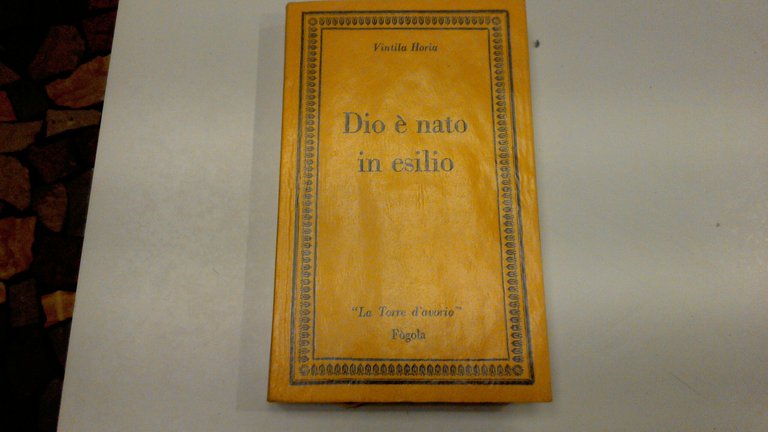 Vintila Horia
Dio è nato
in esilio
"La Torre d'avorio"
Fògola